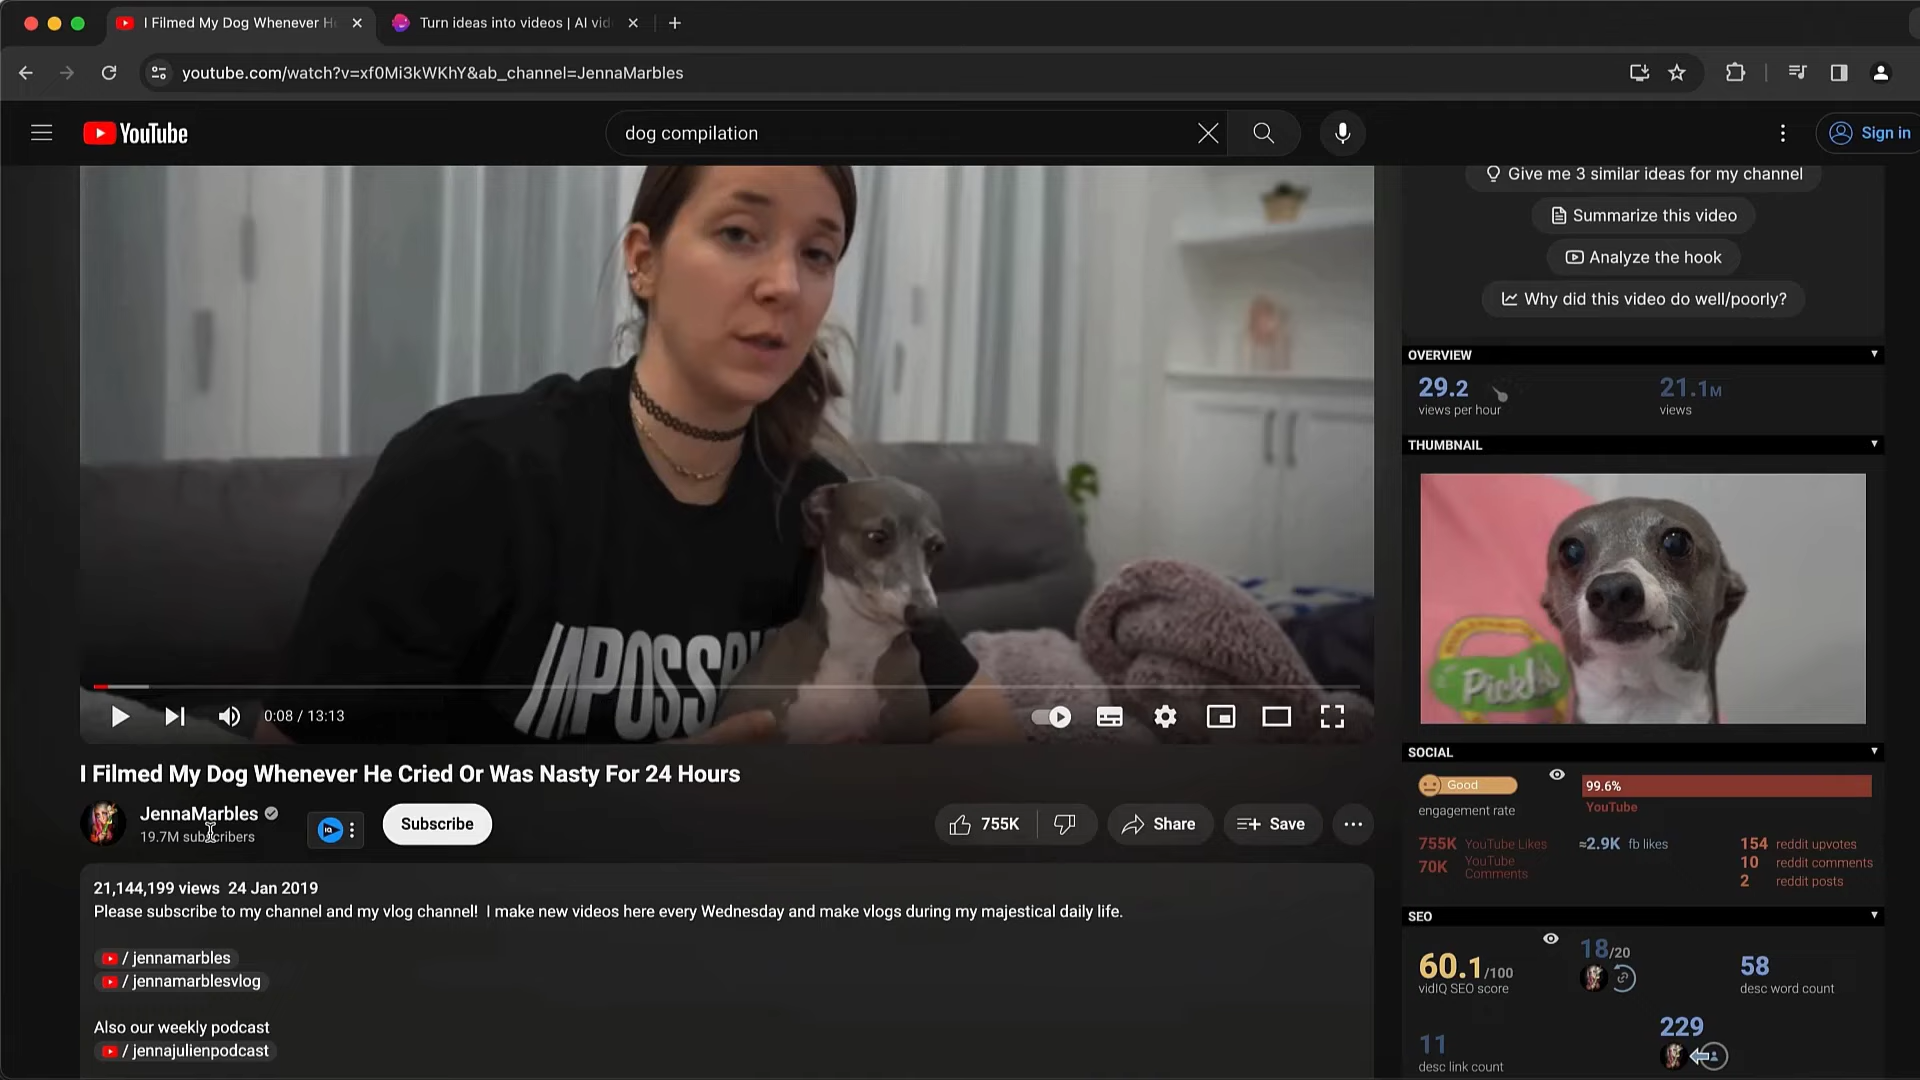 I Filmed My Dog Whenever He
Turn ideas into videos | AI vid
youtube.com/watch?v=xf0Mi3kWKhY&ab_channel=JennaMarbles
YouTube
dog compilation
Sign in
Give me 3 similar ideas for my channel
Summarize this video
Analyze the hook
Why did this video do well/poorly?
OVERVIEW
29.2
views per hour
21.1M
views
THUMBNAIL
Pickles
IMPOSS
0:08 / 13:13
I Filmed My Dog Whenever He Cried Or Was Nasty For 24 Hours
JennaMarbles
19.7M subscribers
IQ
Subscribe
755K
Share
Save
21,144,199 views 24 Jan 2019
Please subscribe to my channel and my vlog channel! I make new videos here every Wednesday and make vlogs during my majestical daily life.
/ jennamarbles
/ jennamarblesvlog
Also our weekly podcast
/ jennajulienpodcast
SOCIAL
Good
engagement rate
99.6%
YouTube
755K YouTube Likes
70K YouTube Comments
≈2.9K fb likes
154 reddit upvotes
10 reddit comments
2 reddit posts
SEO
60.1/100
vidIQ SEO score
18/20
58
desc word count
11
desc link count
229